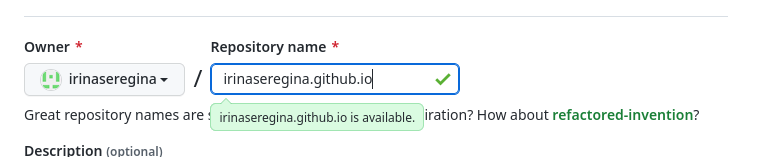 Owner * Repository name *
irinaseregina / irinaseregina.github.io
Great repository names are iration? How about refactored-invention?
irinaseregina.github.io is available.
Description (optional)